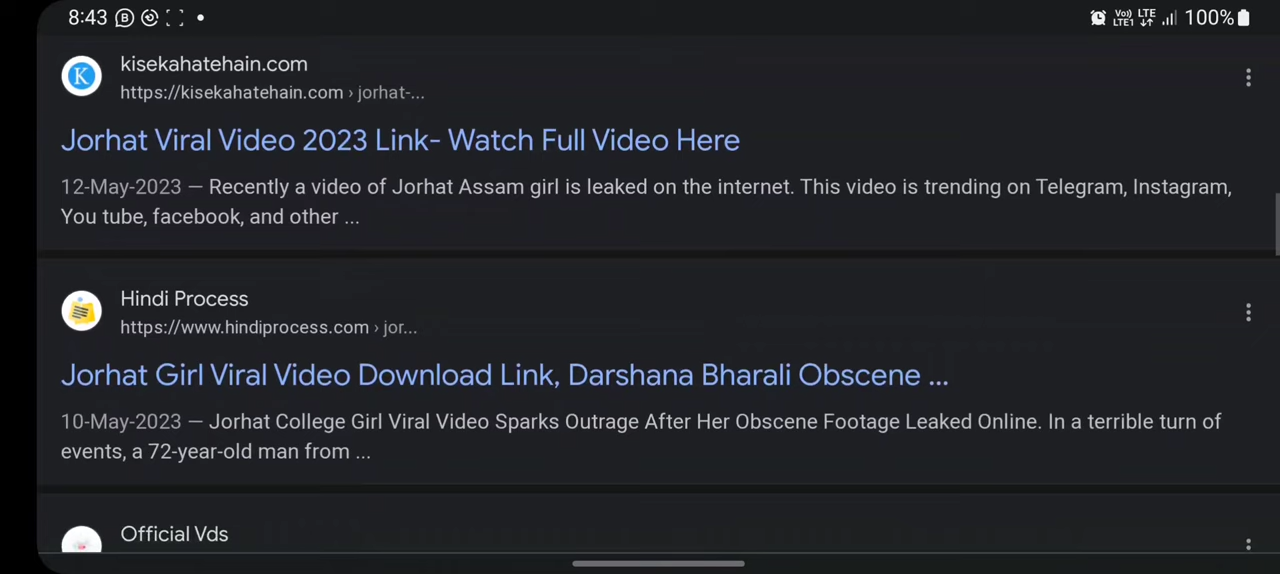 8:43
Vo) LTE1 LTE 100%
kisekahatehain.com
https://kisekahatehain.com › jorhat-...
Jorhat Viral Video 2023 Link- Watch Full Video Here
12-May-2023 — Recently a video of Jorhat Assam girl is leaked on the internet. This video is trending on Telegram, Instagram,
You tube, facebook, and other ...
Hindi Process
https://www.hindiprocess.com › jor...
Jorhat Girl Viral Video Download Link, Darshana Bharali Obscene ...
10-May-2023 — Jorhat College Girl Viral Video Sparks Outrage After Her Obscene Footage Leaked Online. In a terrible turn of
events, a 72-year-old man from ...
Official Vds